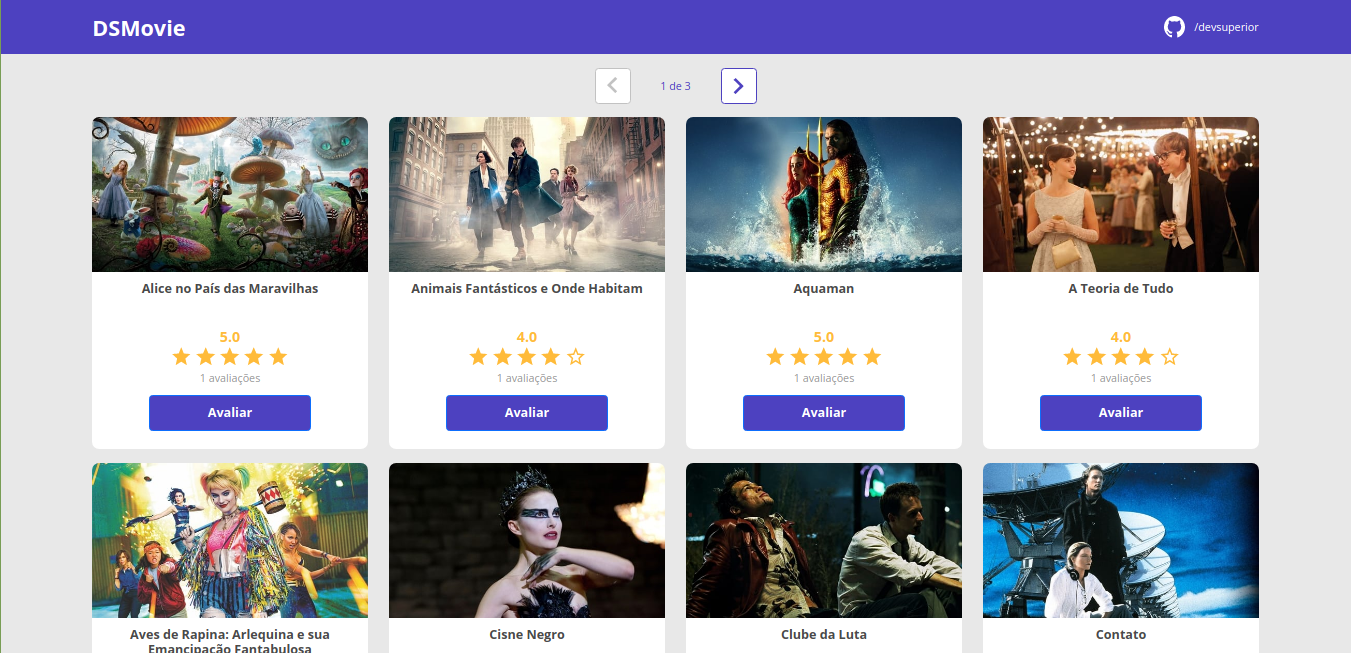 DSMovie
/devsuperior
1 de 3
Alice no País das Maravilhas
Animais Fantásticos e Onde Habitam
Aquaman
A Teoria de Tudo
5.0
4.0
5.0
4.0
1 avaliações
1 avaliações
1 avaliações
1 avaliações
Avaliar
Avaliar
Avaliar
Avaliar
Aves de Rapina: Arlequina e sua
Emancipação Fantabulosa
Cisne Negro
Clube da Luta
Contato